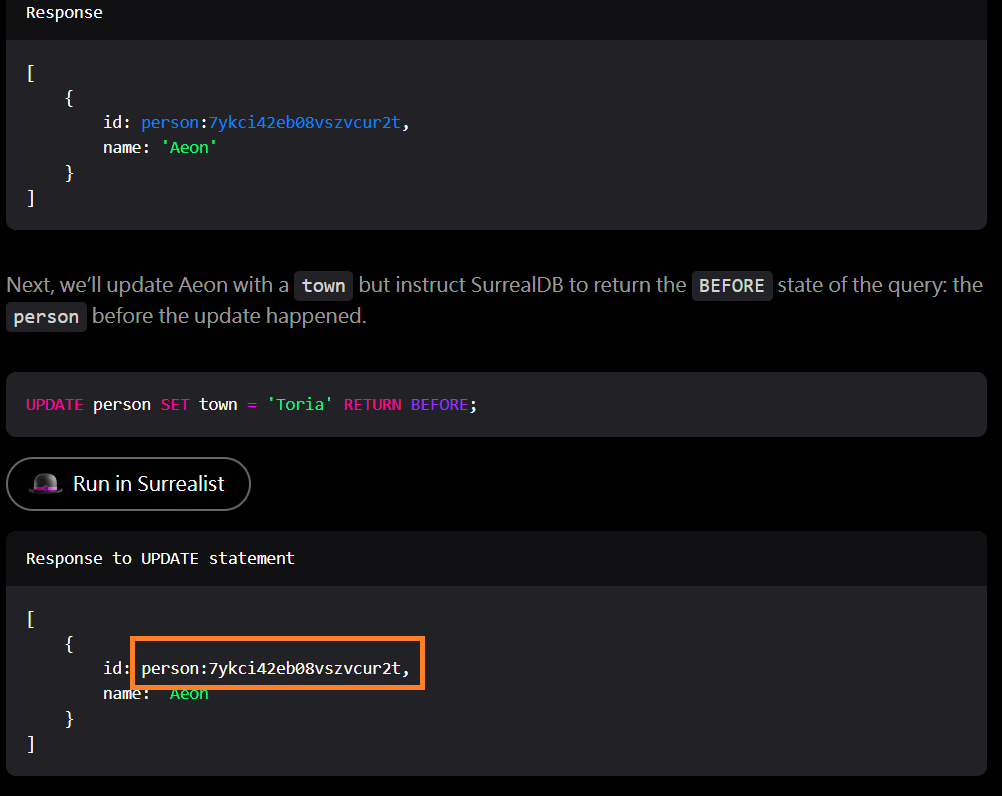 Response
[
{
id: person:7ykci42eb08vszvcur2t,
name: 'Aeon'
}
]
Next, we’ll update Aeon with a town but instruct SurrealDB to return the BEFORE state of the query: the
person before the update happened.
UPDATE person SET town = 'Toria' RETURN BEFORE;
Run in Surrealist
Response to UPDATE statement
[
{
id: person:7ykci42eb08vszvcur2t,
name: Aeon
}
]